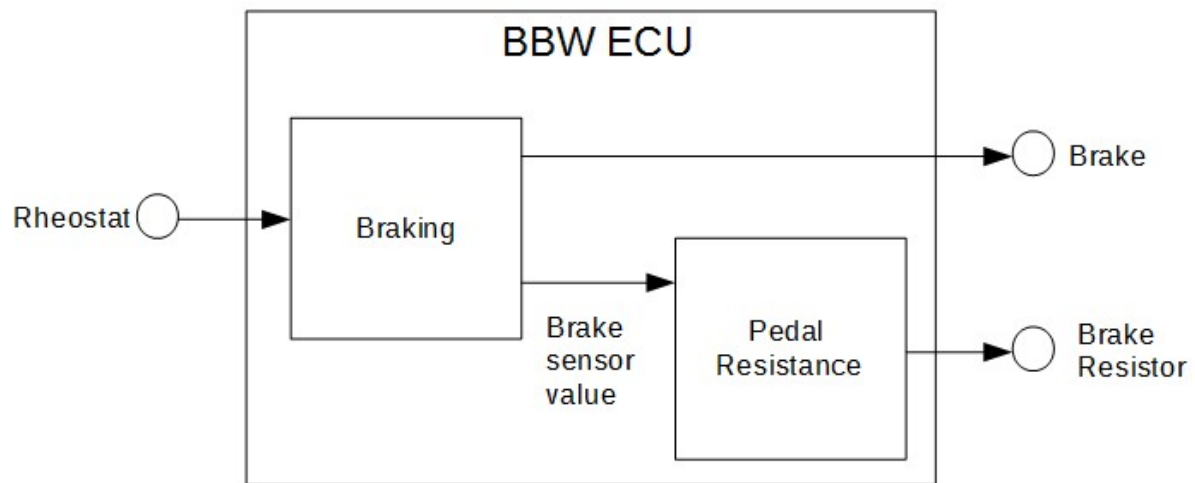 BBW ECU
Rheostat
Braking
Brake
Brake
sensor
value
Pedal
Resistance
Brake
Resistor